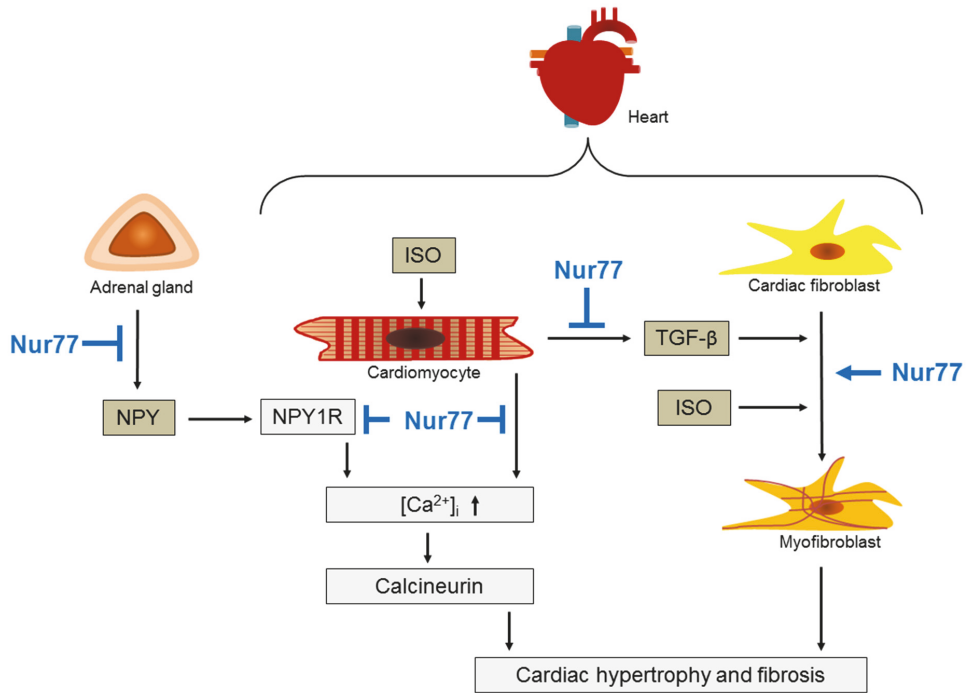 Heart
Adrenal gland
ISO
Nur77
Cardiac fibroblast
Nur77
Cardiomyocyte
TGF-β
Nur77
NPY
NPY1R
Nur77
ISO
[Ca²⁺]ᵢ
Myofibroblast
Calcineurin
Cardiac hypertrophy and fibrosis